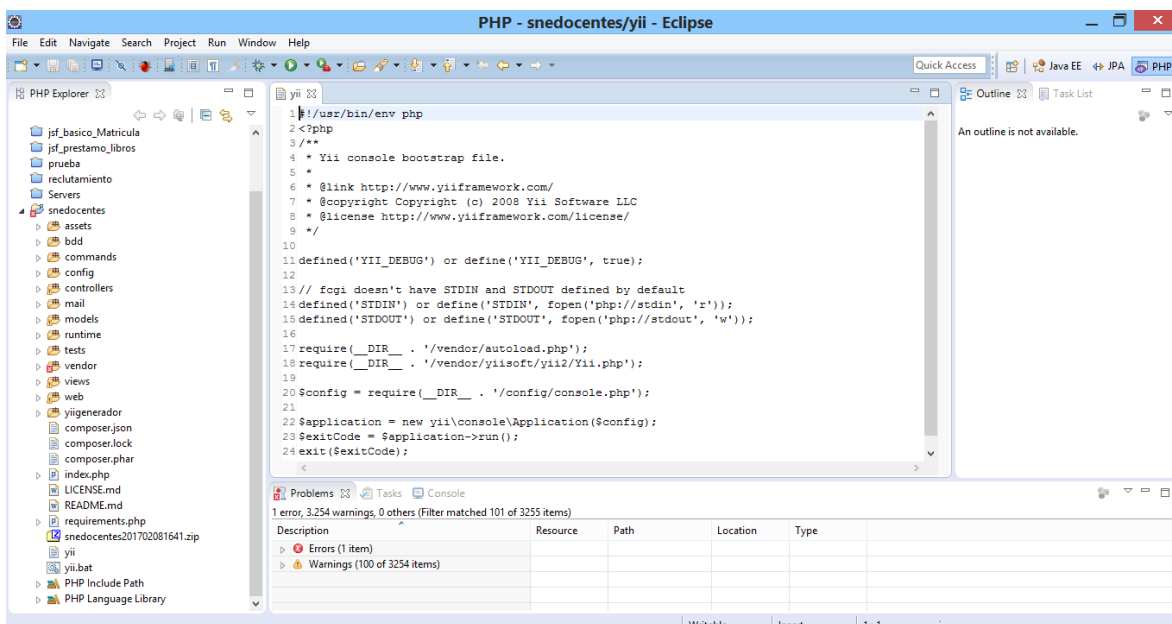 PHP - snedocentes/yii - Eclipse
File Edit Navigate Search Project Run Window Help
Quick Access
Java EE
JPA
PHP
PHP Explorer
jsf_basico_Matricula
jsf_prestamo_libros
prueba
reclutamiento
Servers
snedocentes
assets
bdd
commands
config
controllers
mail
models
runtime
tests
vendor
views
web
yiigenerador
composer.json
composer.lock
composer.phar
index.php
LICENSE.md
README.md
requirements.php
snedocentes201702081641.zip
yii
yii.bat
PHP Include Path
PHP Language Library
yii
1 #!/usr/bin/env php
2 <?php
3 /**
4  * Yii console bootstrap file.
5  *
6  * @link http://www.yiiframework.com/
7  * @copyright Copyright (c) 2008 Yii Software LLC
8  * @license http://www.yiiframework.com/license/
9  */
10
11 defined('YII_DEBUG') or define('YII_DEBUG', true);
12
13 // fcgi doesn't have STDIN and STDOUT defined by default
14 defined('STDIN') or define('STDIN', fopen('php://stdin', 'r'));
15 defined('STDOUT') or define('STDOUT', fopen('php://stdout', 'w'));
16
17 require(__DIR__ . '/vendor/autoload.php');
18 require(__DIR__ . '/vendor/yiisoft/yii2/Yii.php');
19
20 $config = require(__DIR__ . '/config/console.php');
21
22 $application = new yii\console\Application($config);
23 $exitCode = $application->run();
24 exit($exitCode);
Outline
Task List
An outline is not available.
Problems
Tasks
Console
1 error, 3.254 warnings, 0 others (Filter matched 101 of 3255 items)
Description Resource Path Location Type
Errors (1 item)
Warnings (100 of 3254 items)